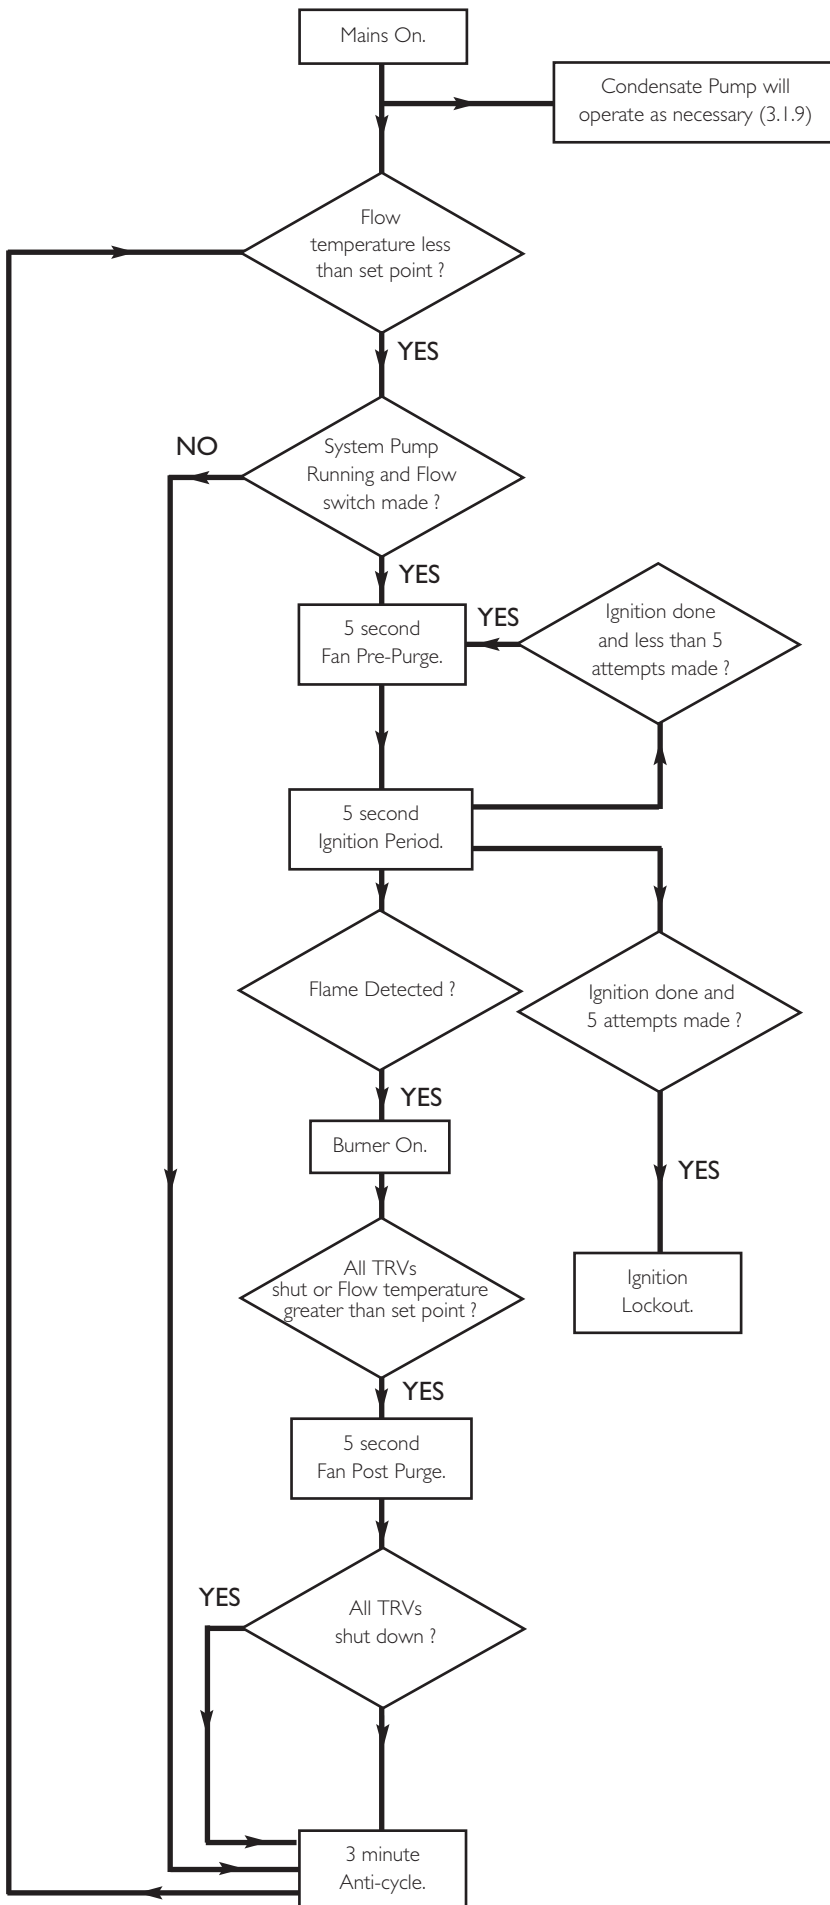 Mains On.
Condensate Pump will
operate as necessary (3.1.9)
Flow
temperature less
than set point ?
YES
NO
System Pump
Running and Flow
switch made ?
YES
5 second
Fan Pre-Purge.
YES
Ignition done
and less than 5
attempts made ?
5 second
Ignition Period.
Flame Detected ?
Ignition done and
5 attempts made ?
YES
Burner On.
YES
All TRVs
shut or Flow temperature
greater than set point ?
Ignition
Lockout.
YES
5 second
Fan Post Purge.
YES
All TRVs
shut down ?
3 minute
Anti-cycle.